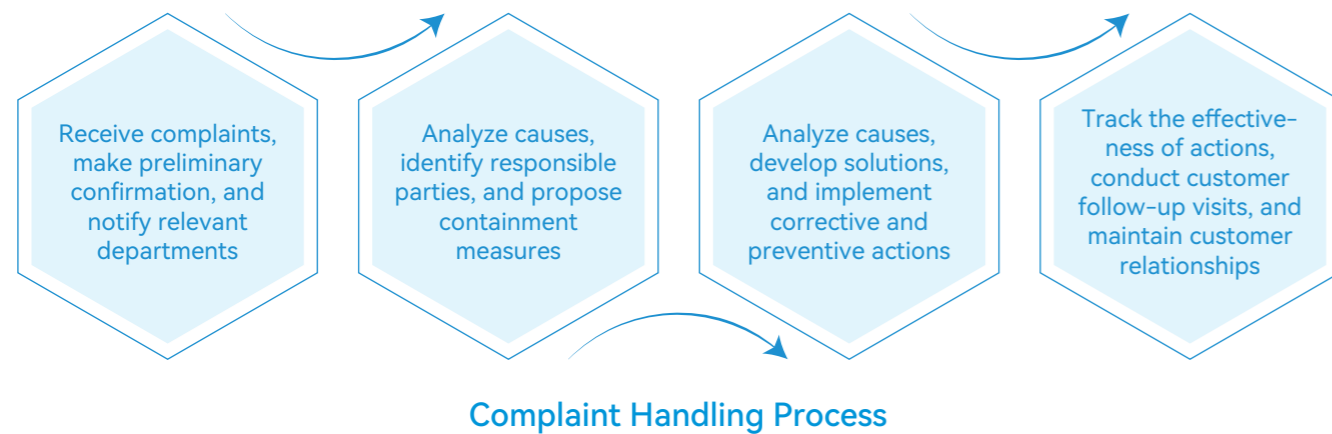 Receive complaints,
make preliminary
confirmation, and
notify relevant
departments
Analyze causes,
identify responsible
parties, and propose
containment
measures
Analyze causes,
develop solutions,
and implement
corrective and
preventive actions
Track the effective-
ness of actions,
conduct customer
follow-up visits, and
maintain customer
relationships
Complaint Handling Process